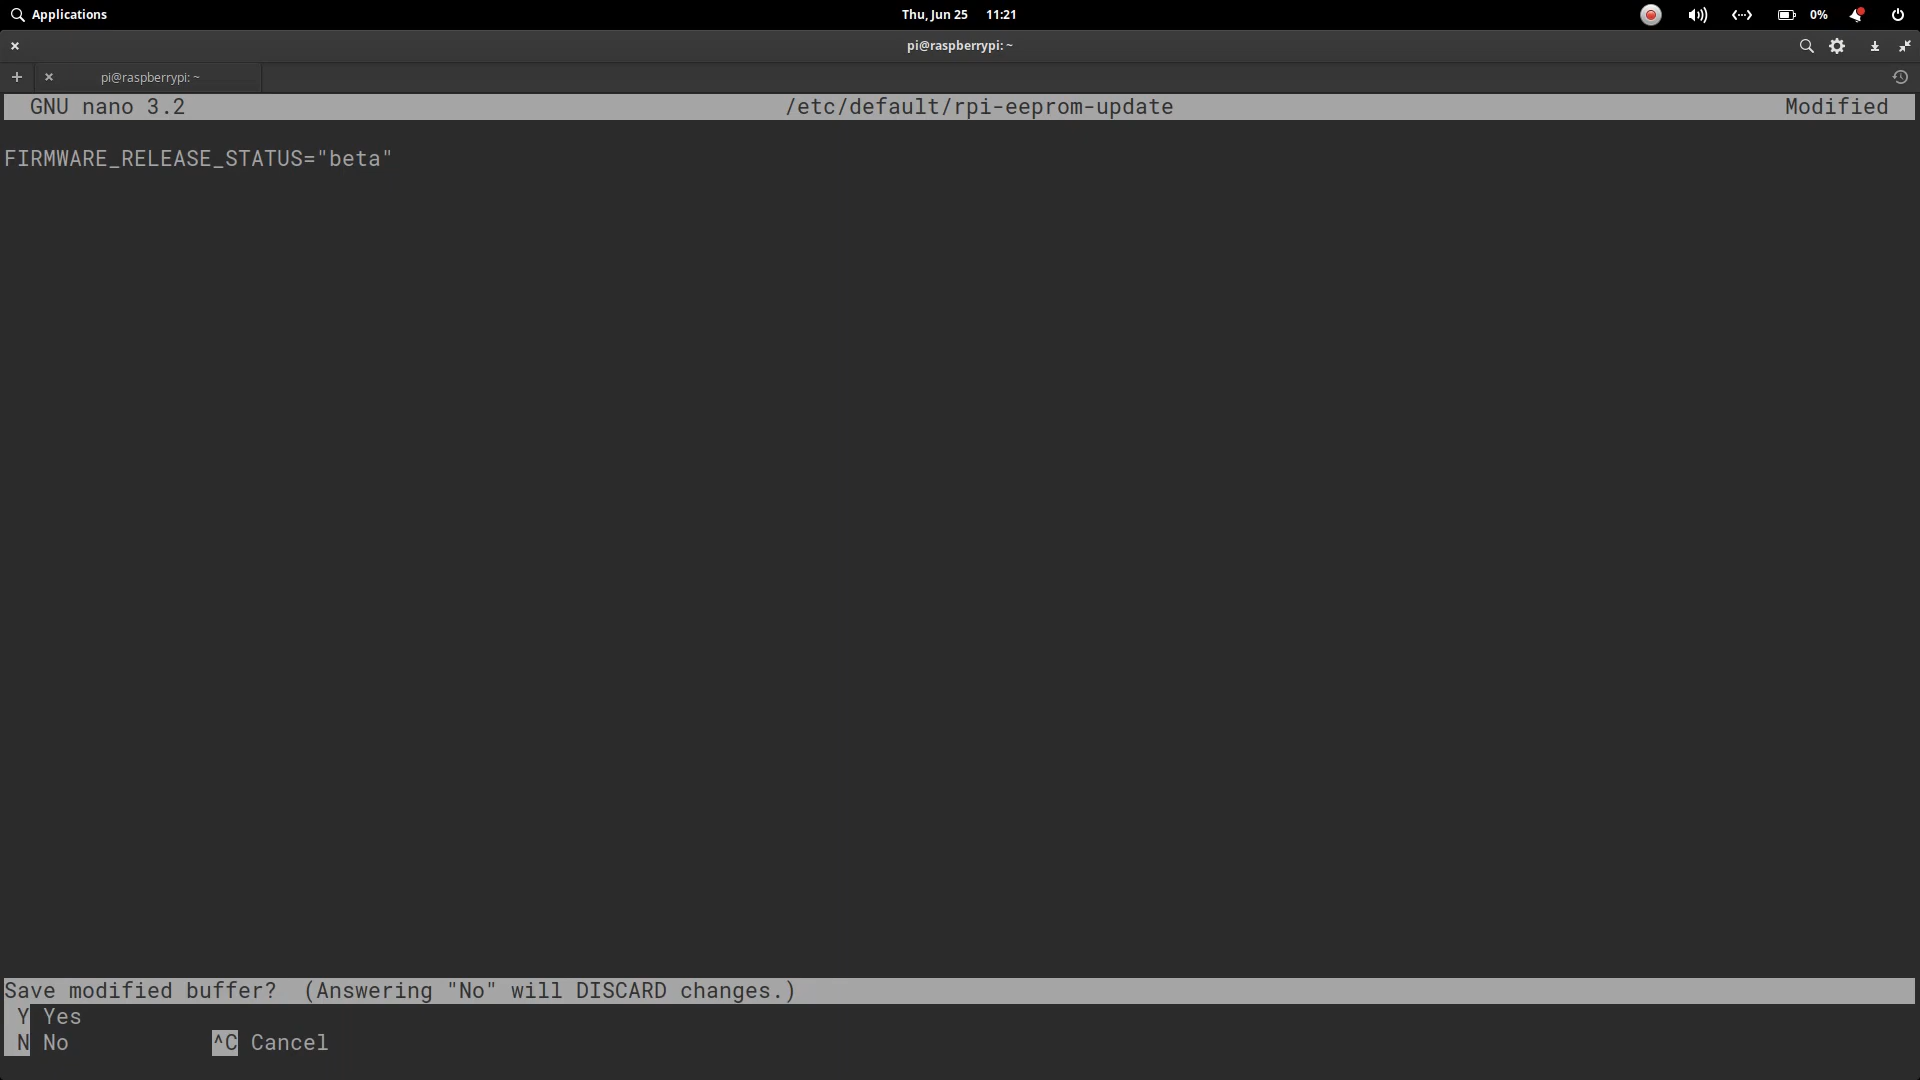 Applications
Thu, Jun 25 11:21
0%
pi@raspberrypi: ~
pi@raspberrypi: ~
GNU nano 3.2 /etc/default/rpi-eeprom-update Modified
FIRMWARE_RELEASE_STATUS="beta"
Save modified buffer?  (Answering "No" will DISCARD changes.)
Y Yes
N No ^C Cancel